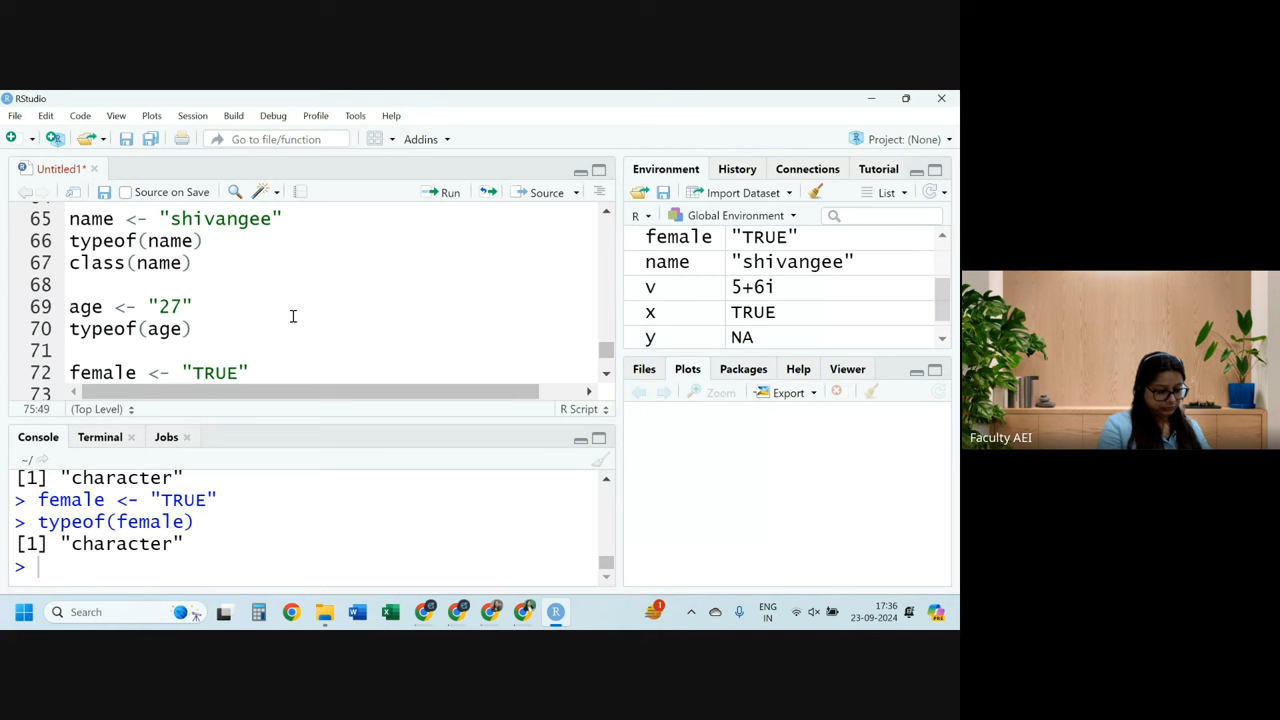 RStudio
File Edit Code View Plots Session Build Debug Profile Tools Help
Go to file/function Addins Project: (None)
Untitled1*
Source on Save Run Source
65 name <- "shivangee"
66 typeof(name)
67 class(name)
68
69 age <- "27"
70 typeof(age)
71
72 female <- "TRUE"
73
75:49 (Top Level) R Script
Console Terminal Jobs
~/
[1] "character"
> female <- "TRUE"
> typeof(female)
[1] "character"
>
Environment History Connections Tutorial
Import Dataset List
R Global Environment
female "TRUE"
name "shivangee"
v 5+6i
x TRUE
y NA
Files Plots Packages Help Viewer
Zoom Export
Faculty AEI
Search
1
ENG
IN
17:36
23-09-2024